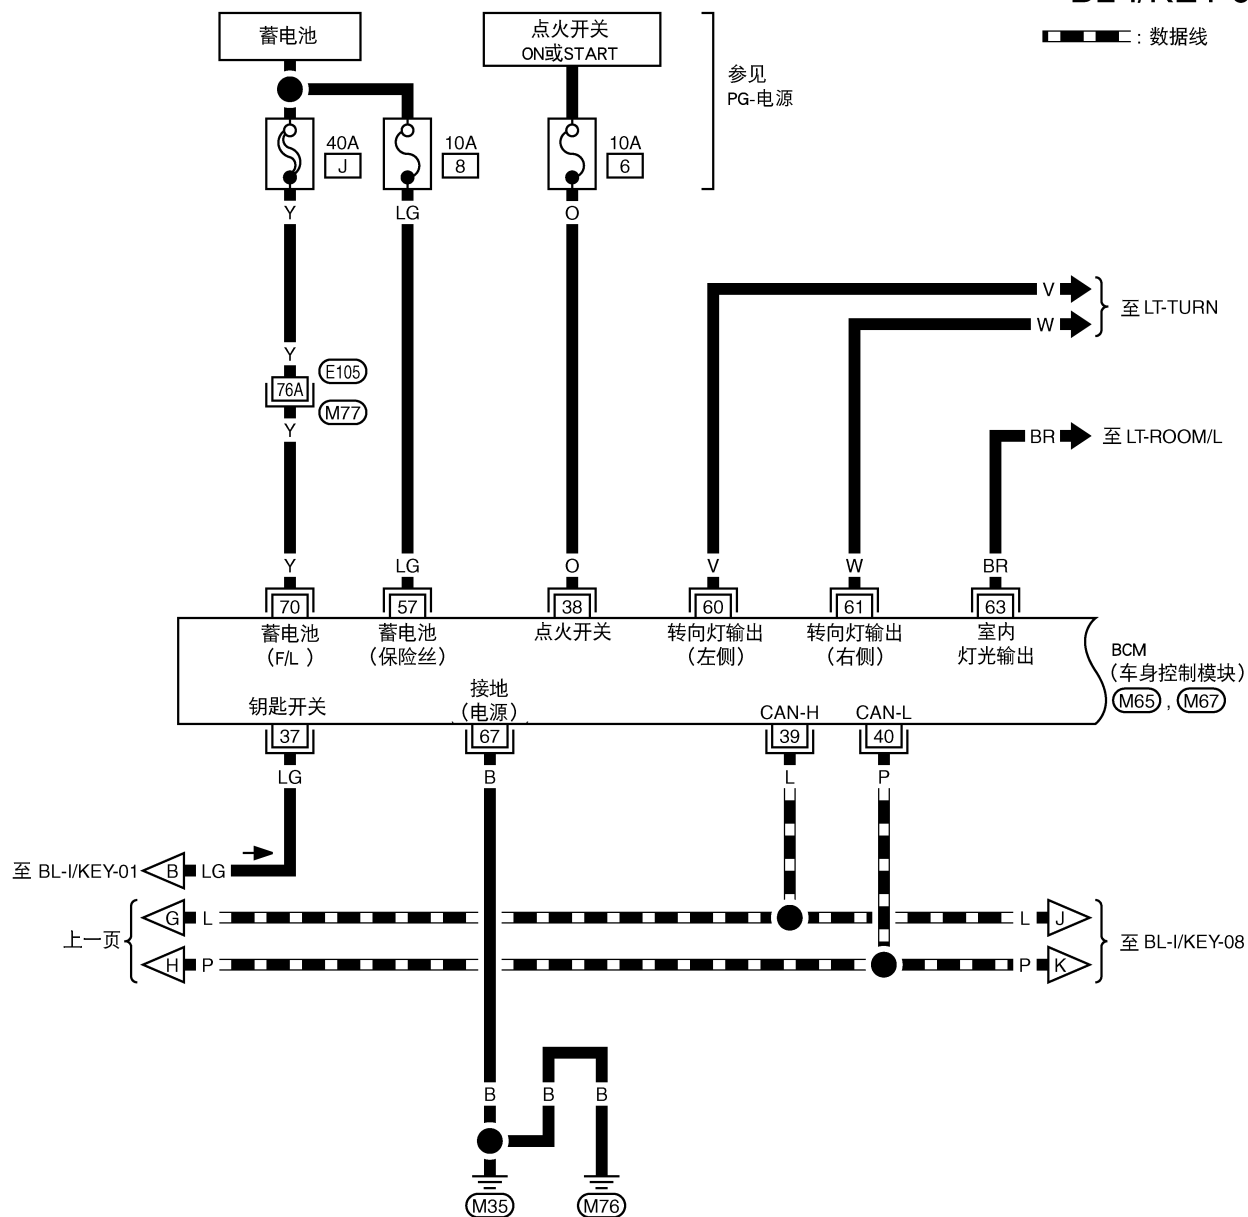 蓄电池
点火开关
ON或START
: 数据线
参见
PG-电源
40A
J
10A
8
10A
6
Y
LG
O
V
W
至 LT-TURN
Y
E105
76A
M77
Y
BR
至 LT-ROOM/L
Y
LG
O
V
W
BR
70
57
38
60
61
63
蓄电池
(F/L )
蓄电池
(保险丝)
点火开关
转向灯输出
(左侧)
转向灯输出
(右侧)
室内
灯光输出
BCM
(车身控制模块)
M65 , M67
钥匙开关
接地
(电源)
CAN-H
CAN-L
37
67
39
40
LG
B
L
P
至 BL-I/KEY-01
B
LG
上一页
G
L
L
J
H
P
P
K
至 BL-I/KEY-08
B
B
B
M35
M76